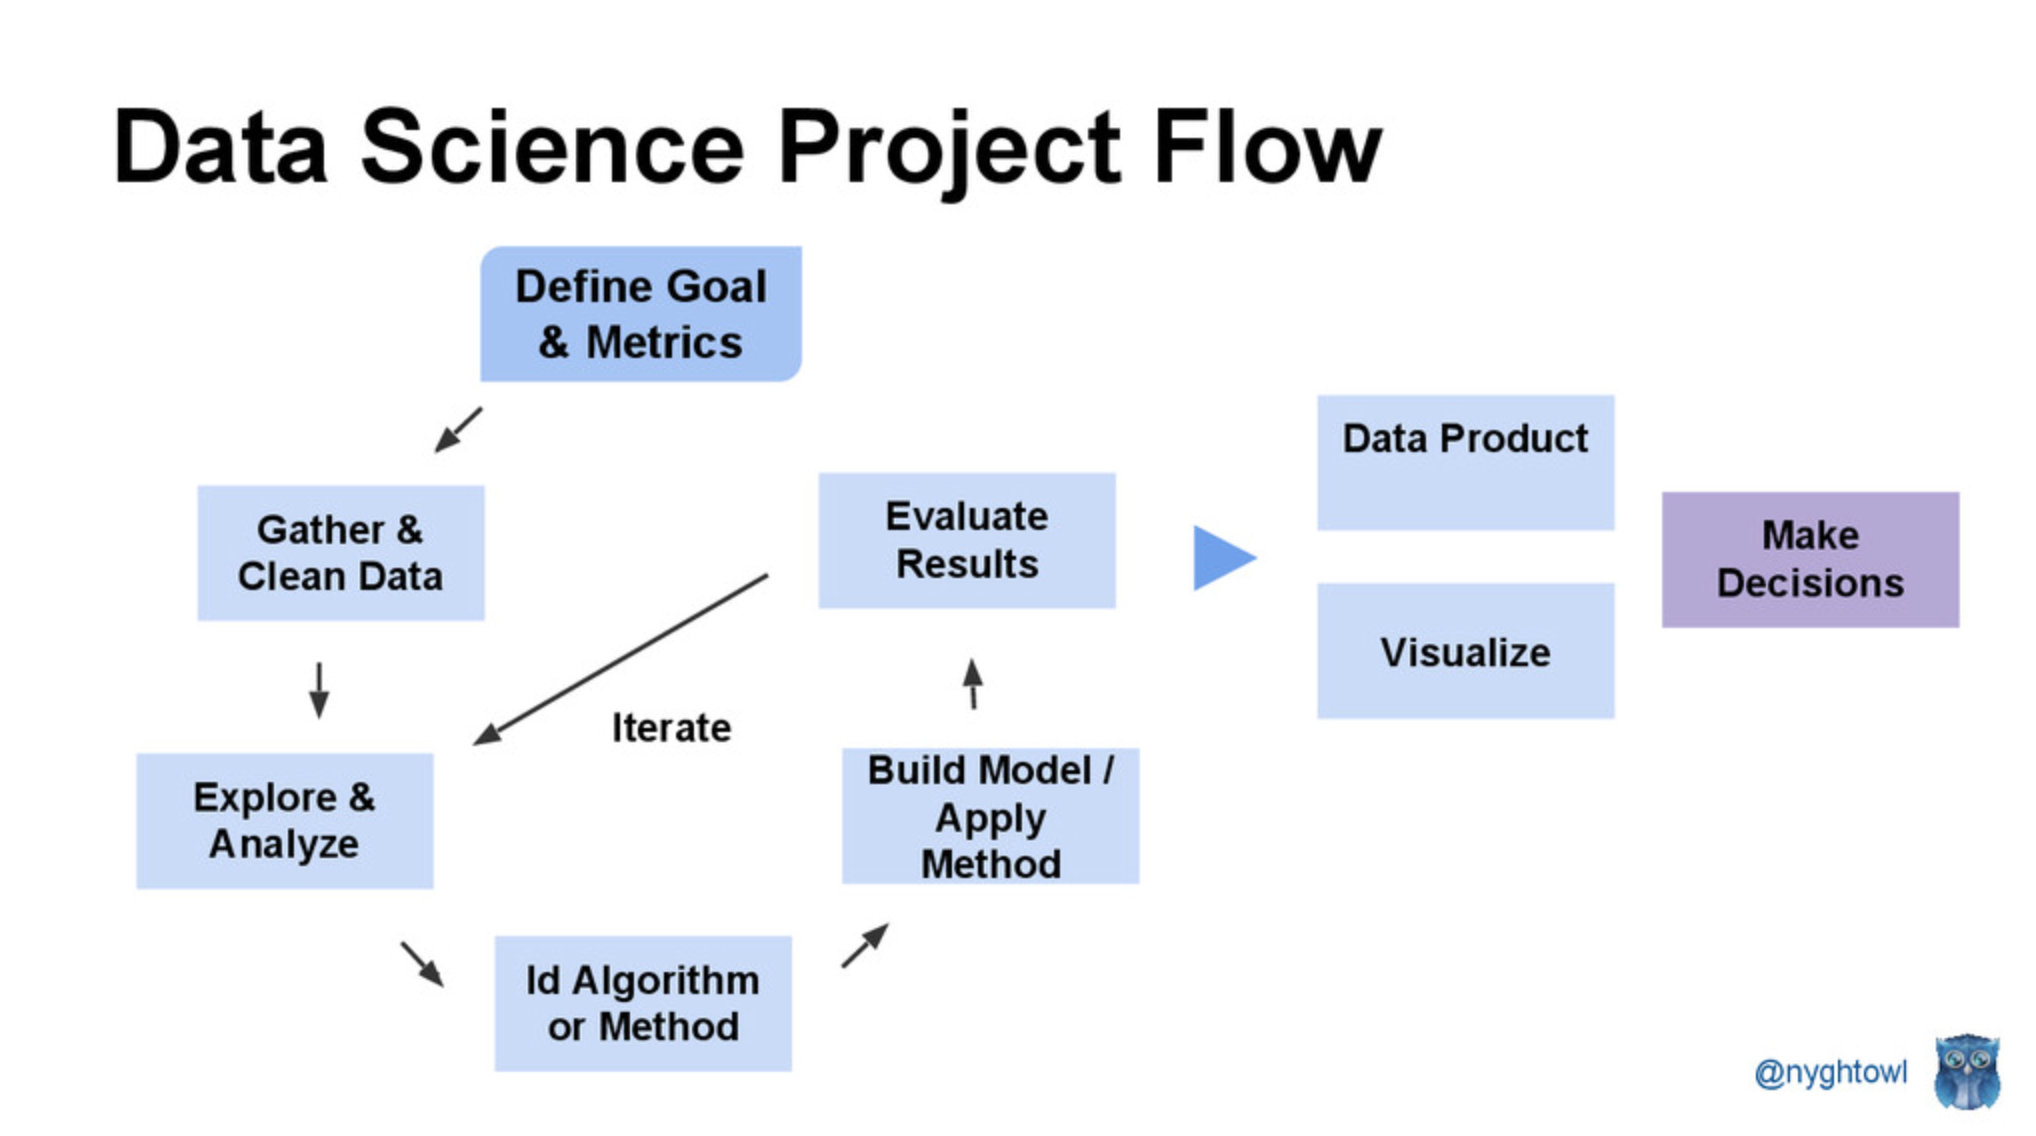 Data Science Project Flow
Define Goal
& Metrics
Gather &
Clean Data
Explore &
Analyze
Id Algorithm
or Method
Build Model /
Apply
Method
Evaluate
Results
Iterate
Data Product
Visualize
Make
Decisions
@nyghtowl